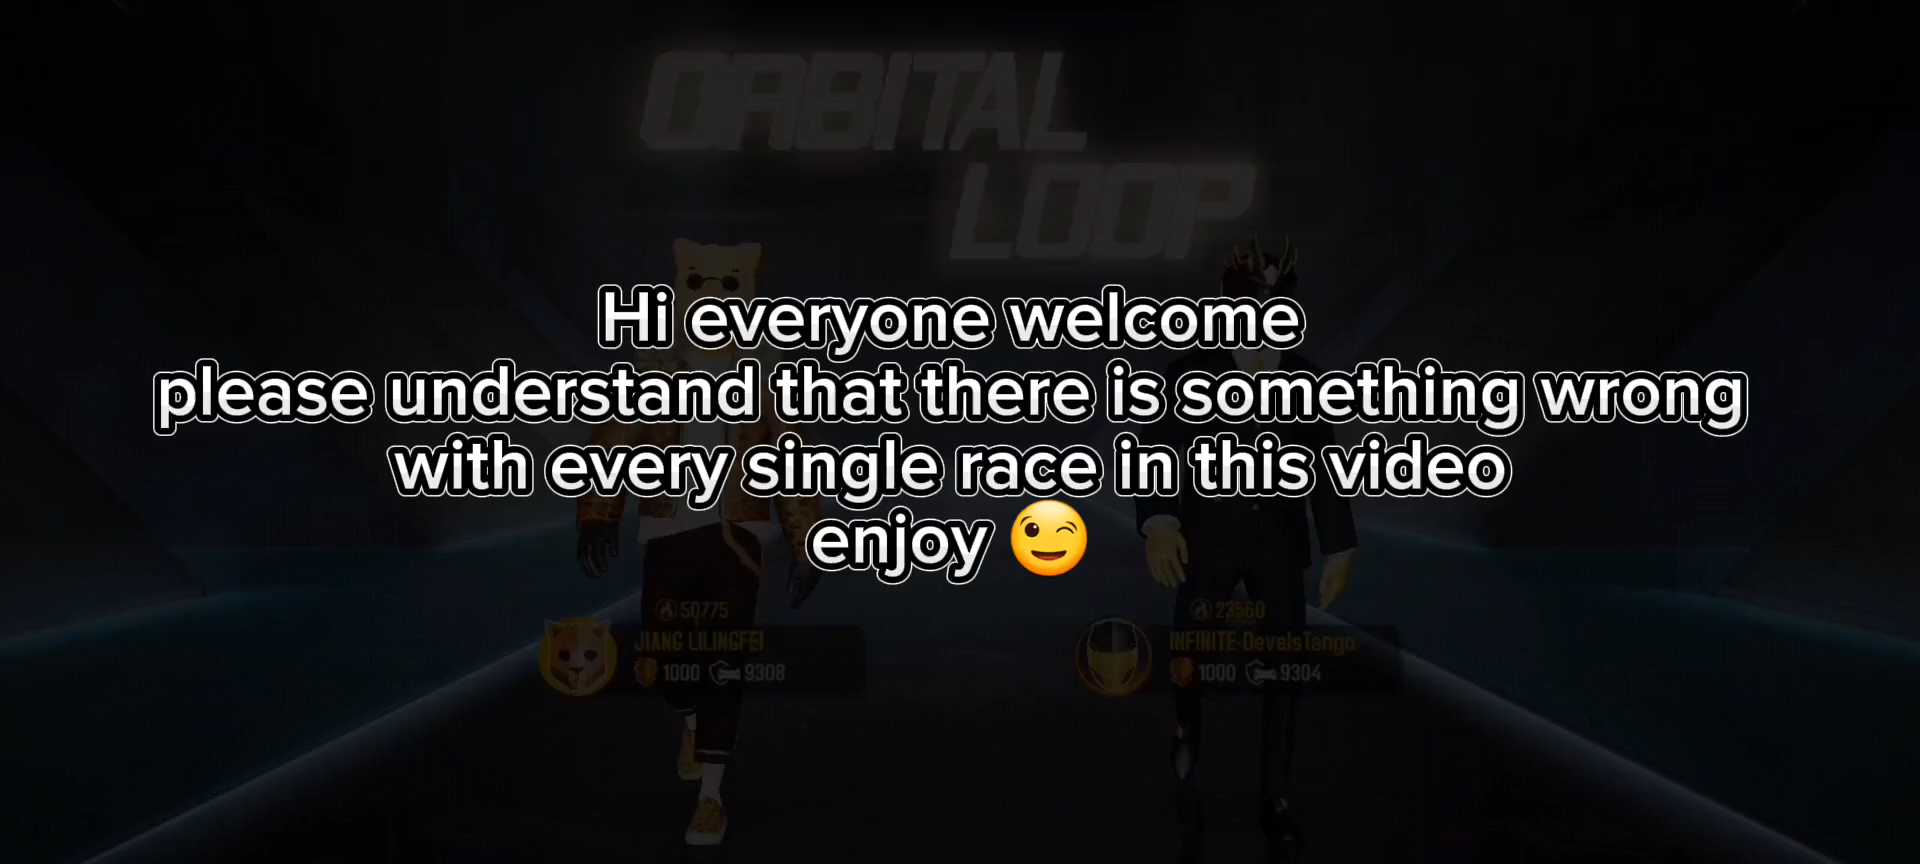 ORBITAL
LOOP
Hi everyone welcome
please understand that there is something wrong
with every single race in this video
enjoy 😉
50775
23560
JIANG LILINGFEI
INFINITE-DevalsTango
1000 9308
1000 9304